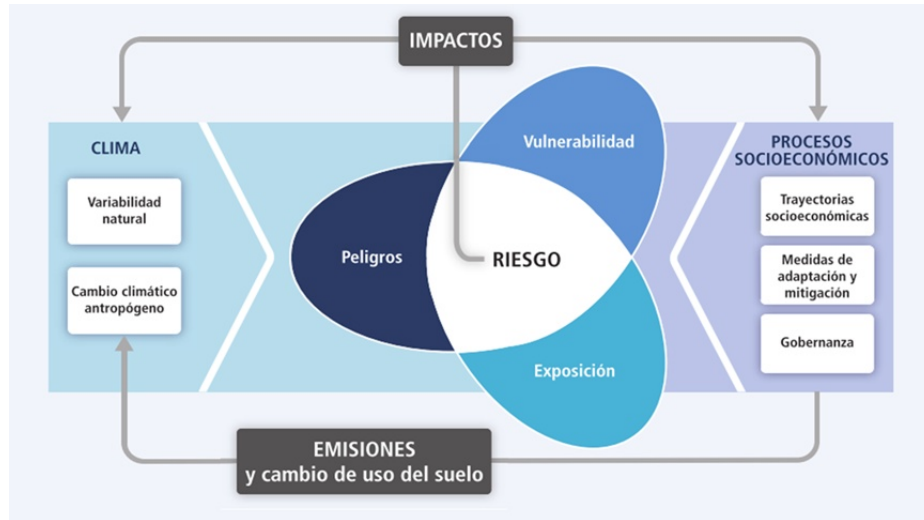 IMPACTOS
CLIMA
Variabilidad
natural
Cambio climático
antropógeno
Vulnerabilidad
Peligros
RIESGO
Exposición
PROCESOS
SOCIOECONÓMICOS
Trayectorias
socioeconómicas
Medidas de
adaptación y
mitigación
Gobernanza
EMISIONES
y cambio de uso del suelo